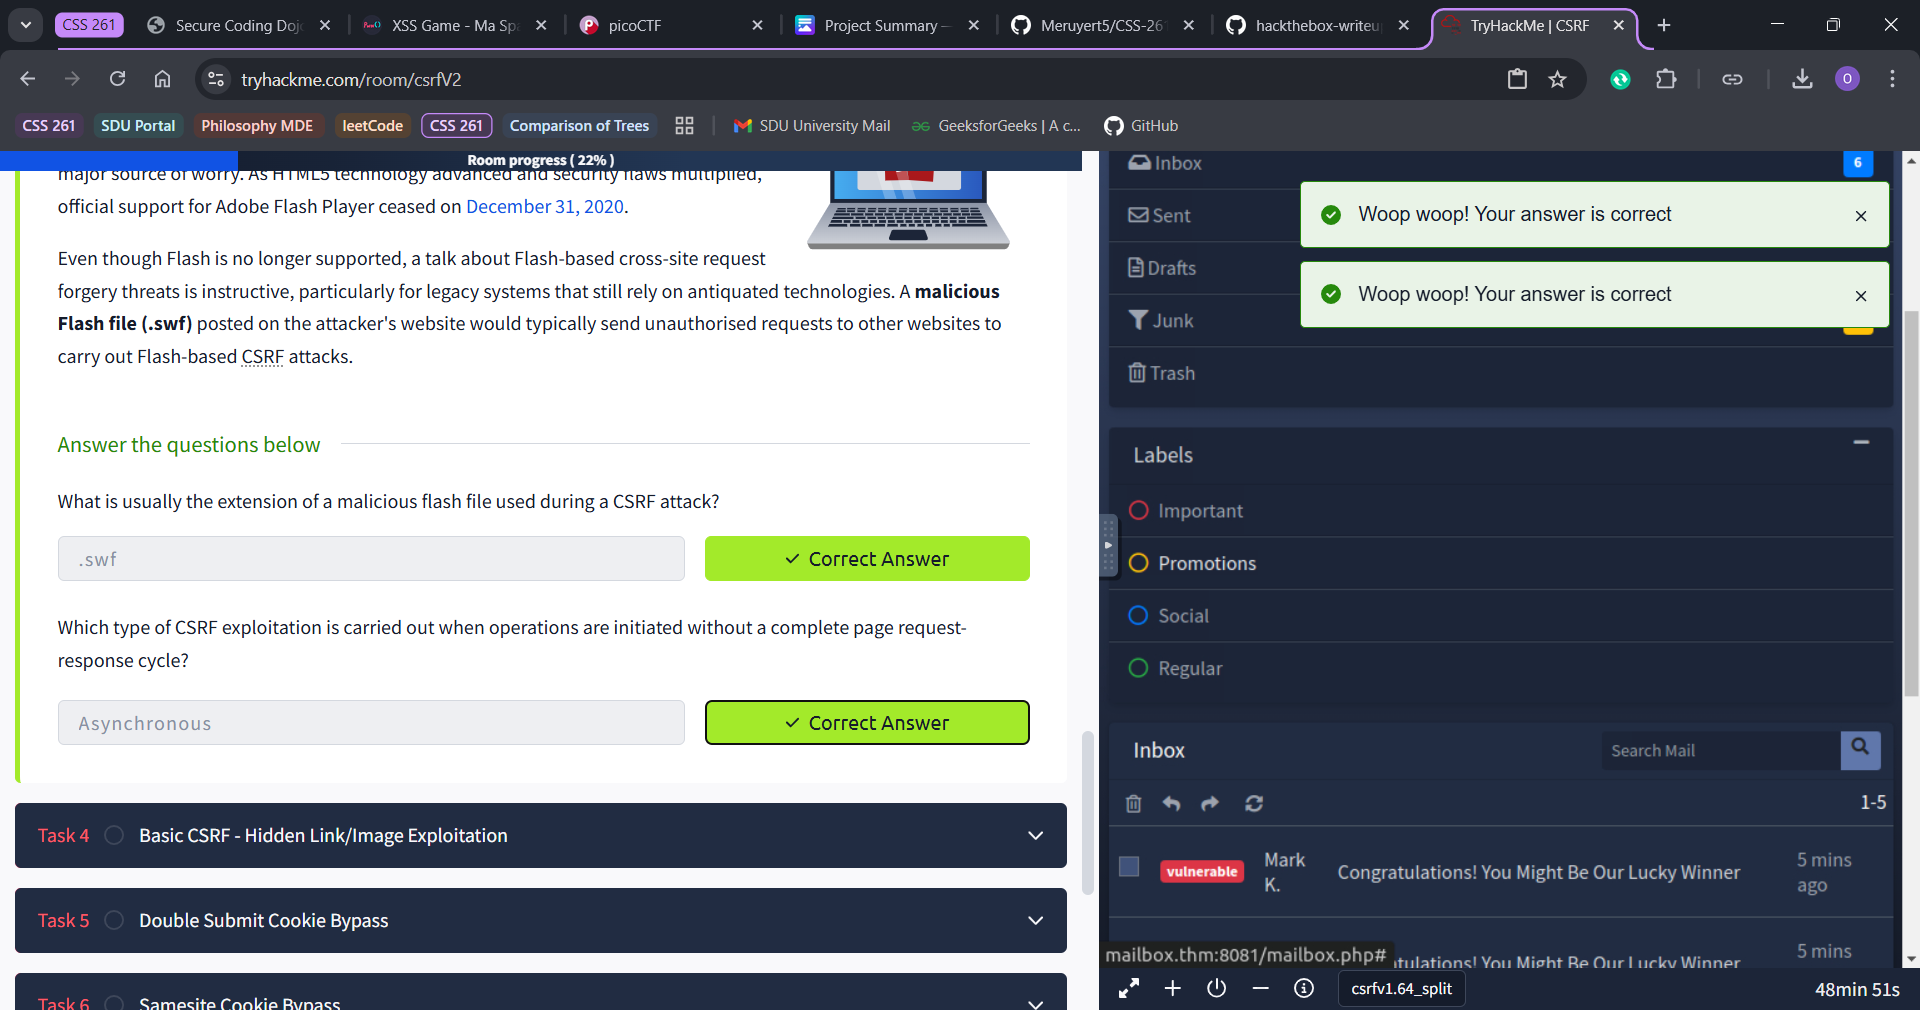 CSS 261
Secure Coding Doj
XSS Game - Ma Sp
picoCTF
Project Summary –
Meruyert5/CSS-26
hackthebox-writeu
TryHackMe | CSRF
tryhackme.com/room/csrfV2
O
CSS 261
SDU Portal
Philosophy MDE
leetCode
CSS 261
Comparison of Trees
SDU University Mail
GeeksforGeeks | A c...
GitHub
Room progress ( 22% )
major source of worry. As HTML5 technology advanced and security flaws multiplied,
official support for Adobe Flash Player ceased on December 31, 2020.
Even though Flash is no longer supported, a talk about Flash-based cross-site request
forgery threats is instructive, particularly for legacy systems that still rely on antiquated technologies. A malicious
Flash file (.swf) posted on the attacker's website would typically send unauthorised requests to other websites to
carry out Flash-based CSRF attacks.
Answer the questions below
What is usually the extension of a malicious flash file used during a CSRF attack?
.swf
✓ Correct Answer
Which type of CSRF exploitation is carried out when operations are initiated without a complete page request-
response cycle?
Asynchronous
✓ Correct Answer
Task 4 Basic CSRF - Hidden Link/Image Exploitation
Task 5 Double Submit Cookie Bypass
Task 6 Samesite Cookie Bypass
Inbox 6
Sent
Drafts
Junk
Trash
Woop woop! Your answer is correct
Woop woop! Your answer is correct
Labels
Important
Promotions
Social
Regular
Inbox
Search Mail
1-5
vulnerable
Mark
K.
Congratulations! You Might Be Our Lucky Winner
5 mins
ago
tulations! You Might Be Our Lucky Winner
5 mins
mailbox.thm:8081/mailbox.php#
csrfv1.64_split
48min 51s